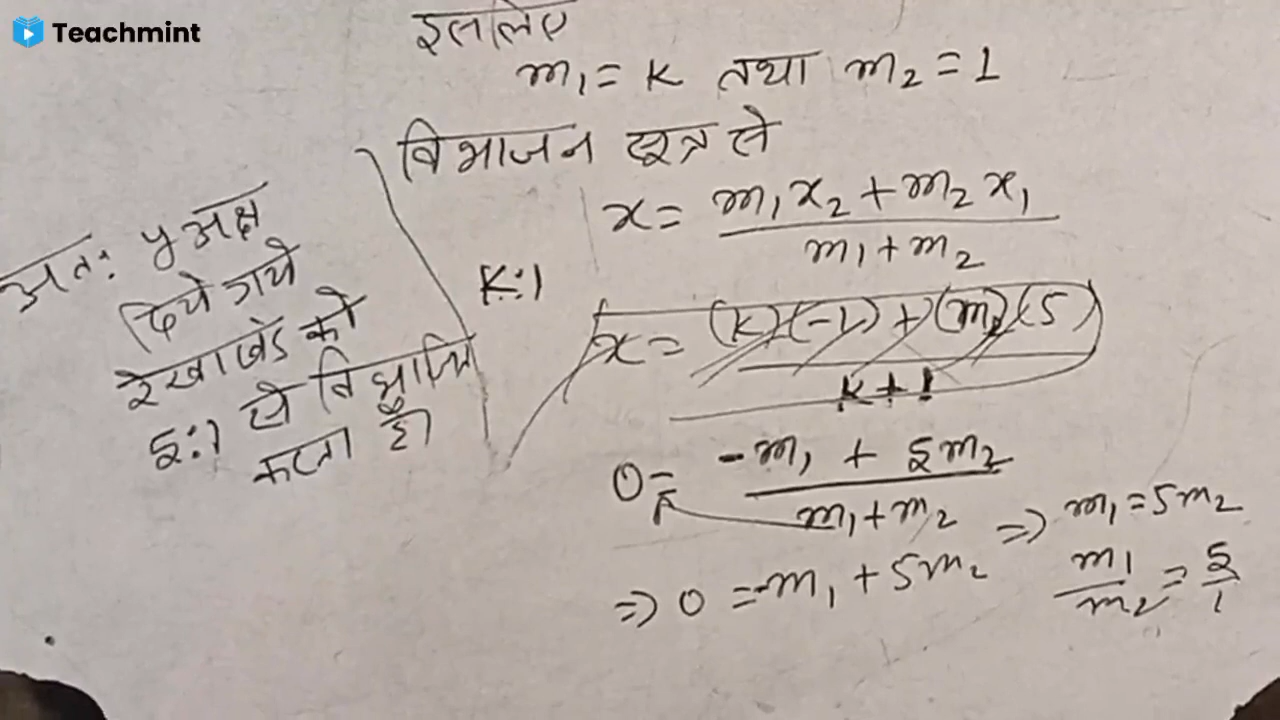 Teachmint
इसलिए
m₁ = k तथा m₂ = 1
विभाजन सूत्र से
x = (m₁x₂ + m₂x₁) / (m₁ + m₂)
K:1
x = ((k)(-1) + (m₂)(5)) / (k + 1)
0 = (-m₁ + 5m₂) / (m₁ + m₂)
⇒ 0 = -m₁ + 5m₂
⇒ m₁ = 5m₂
m₁/m₂ = 5/1
अतः y अक्ष
दिये गये
रेखाखंड को
5:1 से विभाजित
करता है।